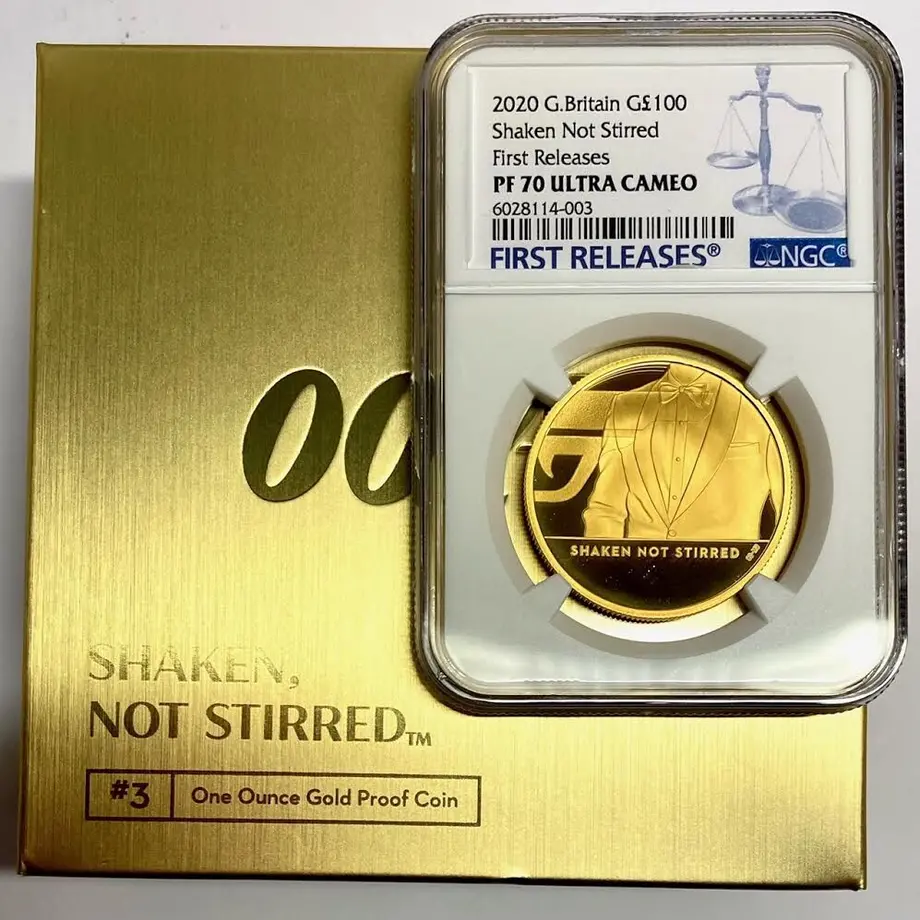 2020 G.Britain G£100
Shaken Not Stirred
First Releases
PF 70 ULTRA CAMEO
6028114-003
FIRST RELEASES®
NGC®
00
SHAKEN NOT STIRRED
SHAKEN,
NOT STIRRED™
#3
One Ounce Gold Proof Coin